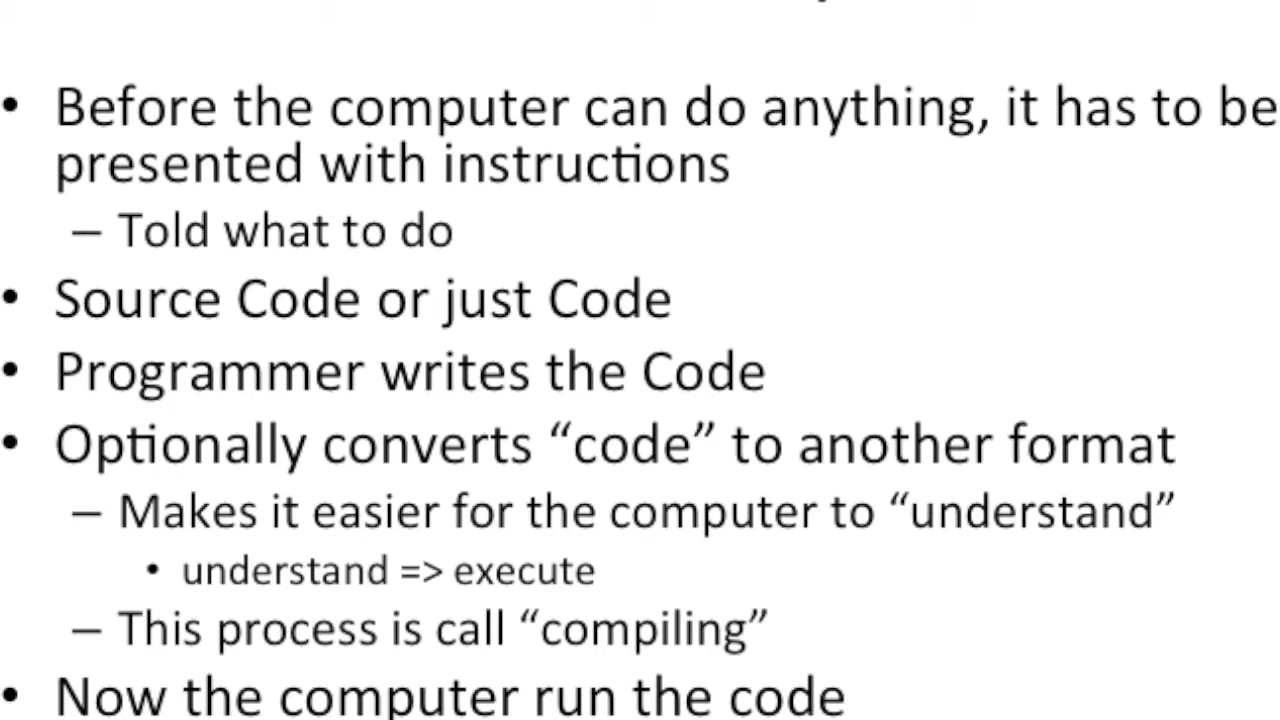 • Before the computer can do anything, it has to be
presented with instructions
– Told what to do
• Source Code or just Code
• Programmer writes the Code
• Optionally converts “code” to another format
– Makes it easier for the computer to “understand”
• understand => execute
– This process is call “compiling”
• Now the computer run the code